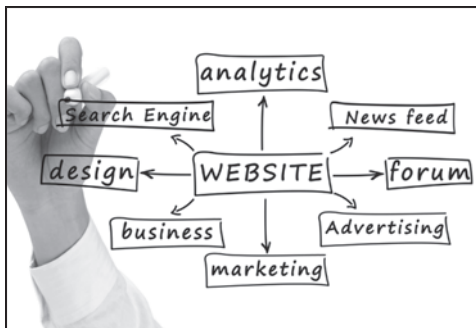 analytics
Search Engine
News feed
design
WEBSITE
forum
business
Advertising
marketing